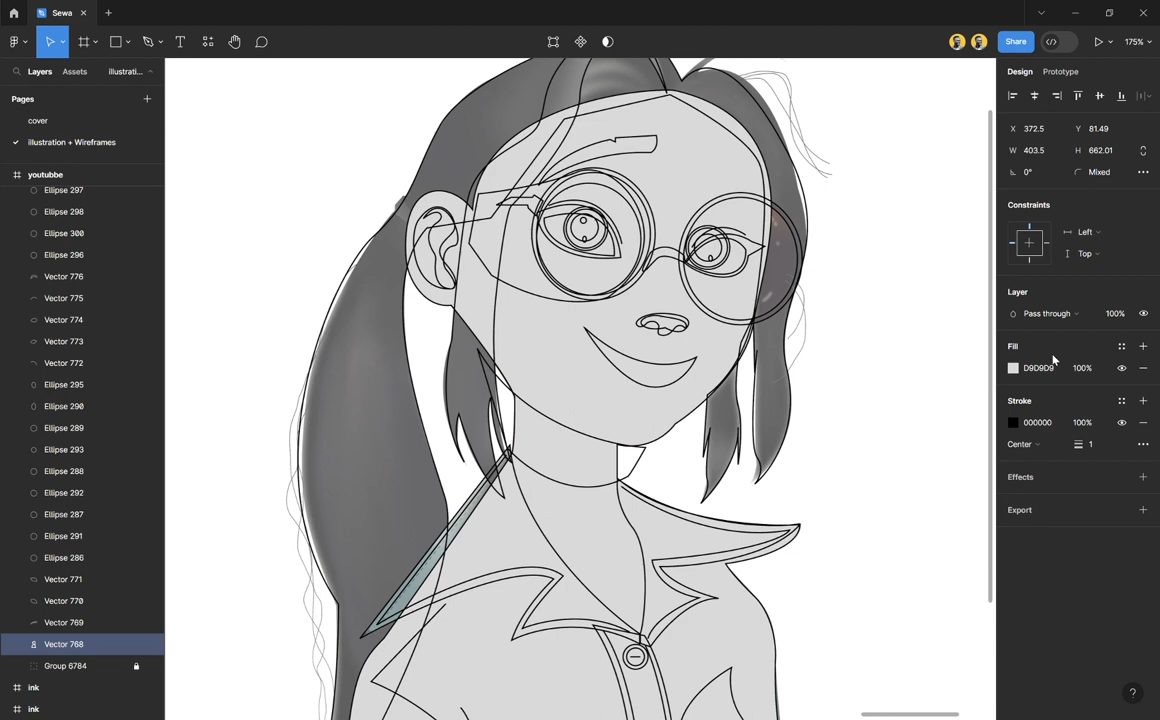 Sewa
Share
175%
Layers
Assets
illustrati...
Pages
cover
illustration + Wireframes
youtubbe
Ellipse 297
Ellipse 298
Ellipse 300
Ellipse 296
Vector 776
Vector 775
Vector 774
Vector 773
Vector 772
Ellipse 295
Ellipse 290
Ellipse 289
Ellipse 293
Ellipse 288
Ellipse 292
Ellipse 287
Ellipse 291
Ellipse 286
Vector 771
Vector 770
Vector 769
Vector 768
Group 6784
ink
ink
Design
Prototype
X 372.5 Y 81.49
W 403.5 H 662.01
0° Mixed
Constraints
Left
Top
Layer
Pass through 100%
Fill
D9D9D9 100%
Stroke
000000 100%
Center 1
Effects
Export
?